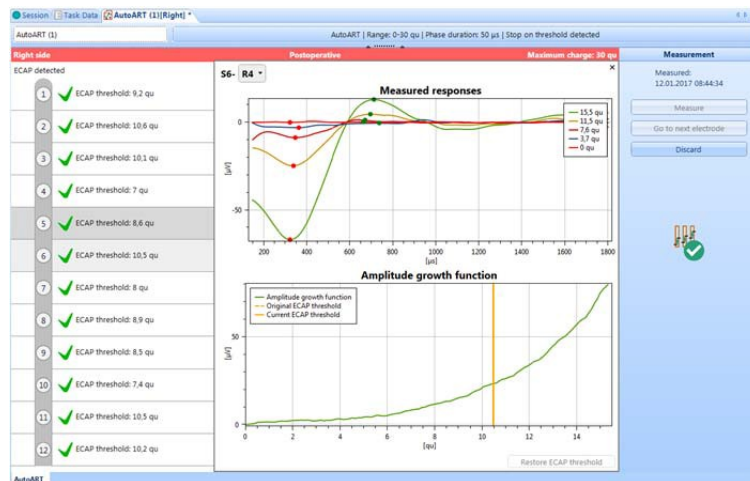 Session Task Data AutoART (1)[Right] *
AutoART (1)
AutoART | Range: 0-30 qu | Phase duration: 50 µs | Stop on threshold detected
Right side Postoperative Maximum charge: 30 qu
Measurement
ECAP detected
1 ECAP threshold: 9,2 qu
2 ECAP threshold: 10,6 qu
3 ECAP threshold: 10,1 qu
4 ECAP threshold: 7 qu
5 ECAP threshold: 8,6 qu
6 ECAP threshold: 10,5 qu
7 ECAP threshold: 8 qu
8 ECAP threshold: 8,9 qu
9 ECAP threshold: 8,5 qu
10 ECAP threshold: 7,4 qu
11 ECAP threshold: 10,5 qu
12 ECAP threshold: 10,2 qu
AutoART
S6- R4
Measured responses
15,5 qu
11,5 qu
7,6 qu
3,7 qu
0 qu
0
-50
[µV]
200 400 600 800 1000 1200 1400 1600 1800
[µs]
Amplitude growth function
Amplitude growth function
Original ECAP threshold
Current ECAP threshold
50
0
[µV]
0 2 4 6 8 10 12 14
[qu]
Restore ECAP threshold
Measured:
12.01.2017 08:44:34
Measure
Go to next electrode
Discard